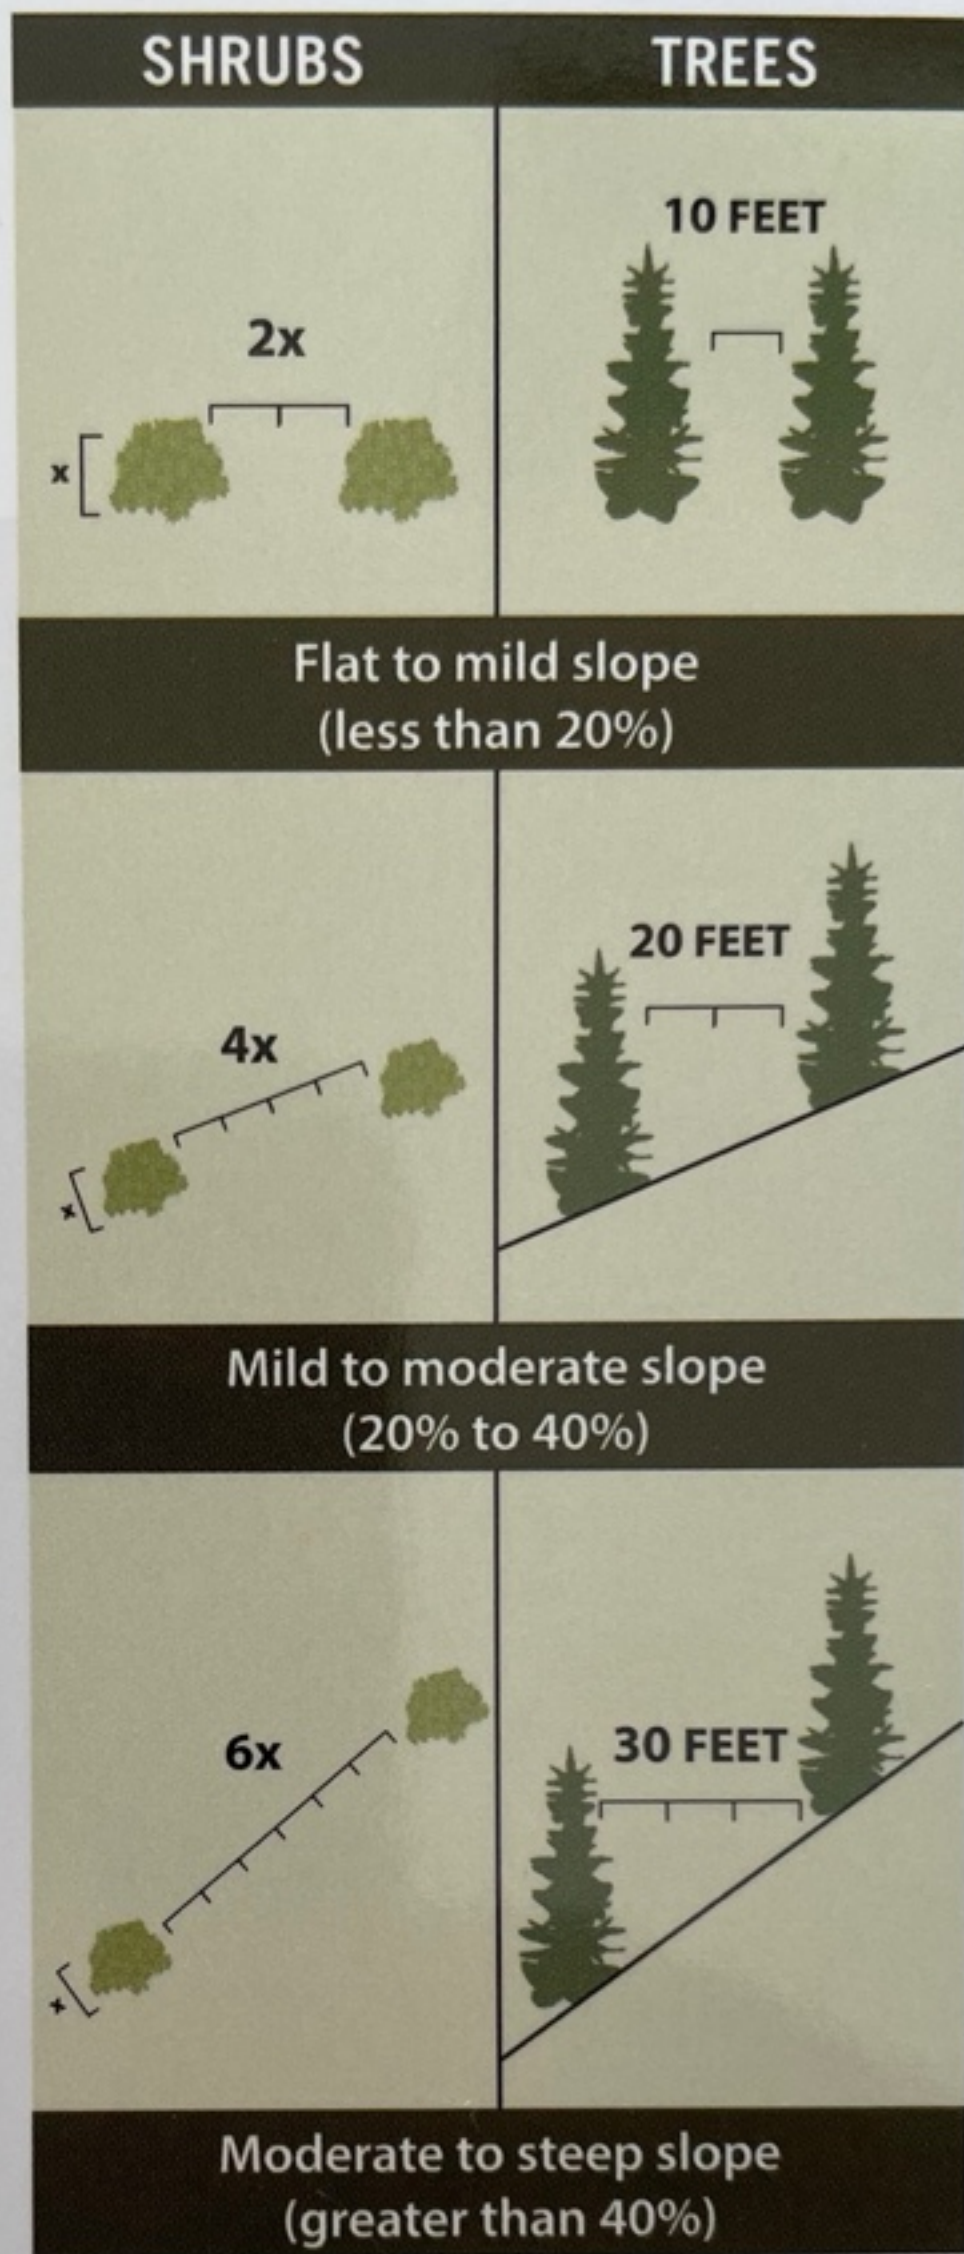 SHRUBS
TREES
2x
x
10 FEET
Flat to mild slope
(less than 20%)
4x
x
20 FEET
Mild to moderate slope
(20% to 40%)
6x
x
30 FEET
Moderate to steep slope
(greater than 40%)